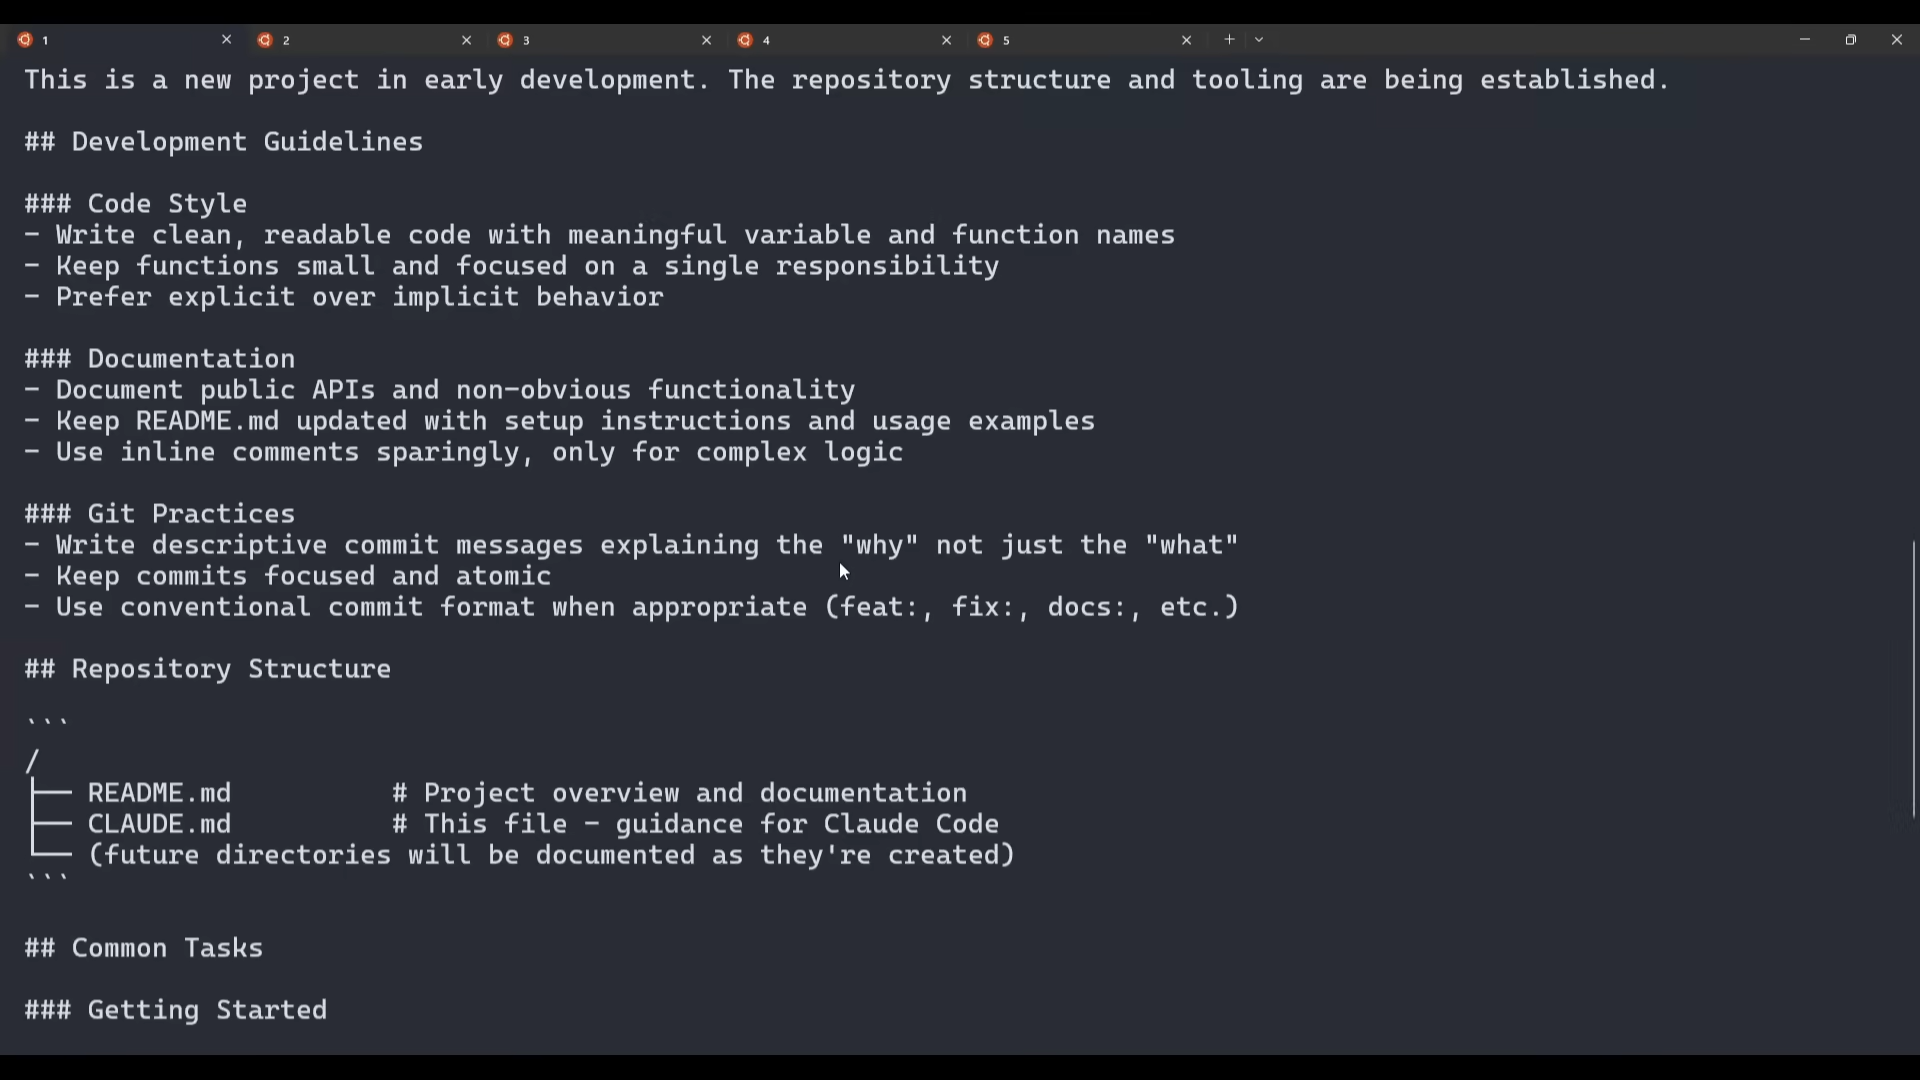 1 2 3 4 5
This is a new project in early development. The repository structure and tooling are being established.
## Development Guidelines
### Code Style
- Write clean, readable code with meaningful variable and function names
- Keep functions small and focused on a single responsibility
- Prefer explicit over implicit behavior
### Documentation
- Document public APIs and non-obvious functionality
- Keep README.md updated with setup instructions and usage examples
- Use inline comments sparingly, only for complex logic
### Git Practices
- Write descriptive commit messages explaining the "why" not just the "what"
- Keep commits focused and atomic
- Use conventional commit format when appropriate (feat:, fix:, docs:, etc.)
## Repository Structure
```
/
├── README.md          # Project overview and documentation
├── CLAUDE.md          # This file - guidance for Claude Code
└── (future directories will be documented as they're created)
```
## Common Tasks
### Getting Started